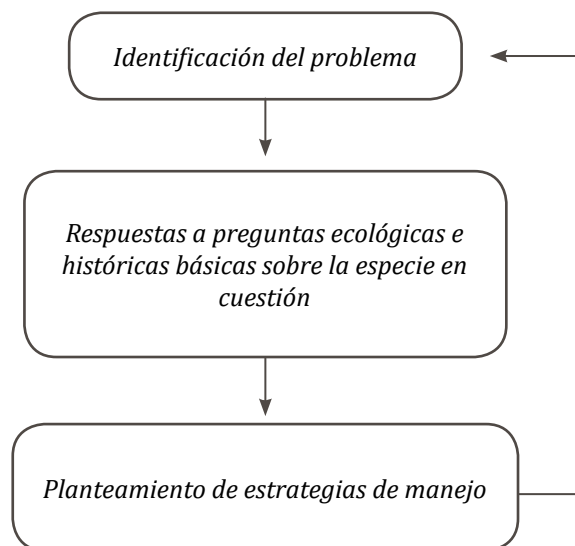 Identificación del problema
Respuestas a preguntas ecológicas e
históricas básicas sobre la especie en
cuestión
Planteamiento de estrategias de manejo